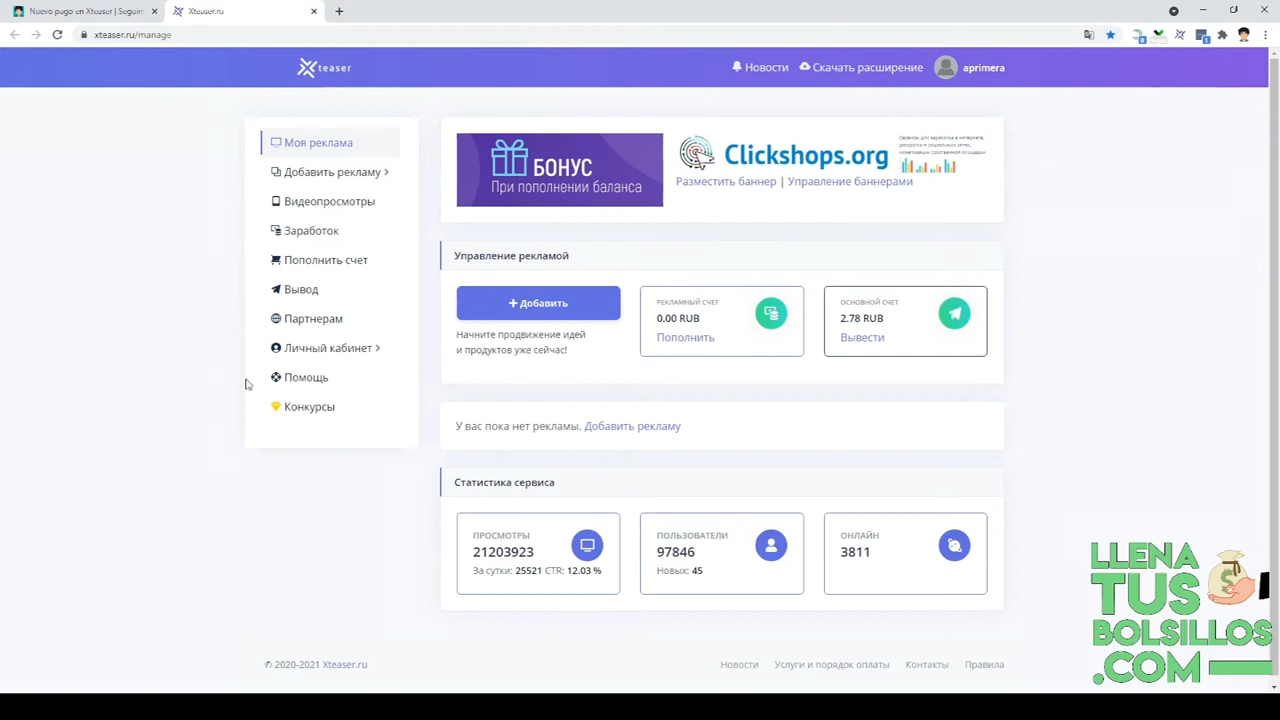 Nuevo pago en Xteaser | Seguim
Xteaser.ru
xteaser.ru/manage
Xteaser
Новости
Скачать расширение
aprimera
Моя реклама
Добавить рекламу
Видеопросмотры
Заработок
Пополнить счет
Вывод
Партнерам
Личный кабинет
Помощь
Конкурсы
БОНУС
При пополнении баланса
Clickshops.org
Разместить баннер | Управление баннерами
Управление рекламой
+ Добавить
Начните продвижение идей
и продуктов уже сейчас!
РЕКЛАМНЫЙ СЧЕТ
0.00 RUB
Пополнить
ОСНОВНОЙ СЧЕТ
2.78 RUB
Вывести
У вас пока нет рекламы. Добавить рекламу
Статистика сервиса
ПРОСМОТРЫ
21203923
За сутки: 25521 CTR: 12.03 %
ПОЛЬЗОВАТЕЛИ
97846
Новых: 45
ОНЛАЙН
3811
© 2020-2021 Xteaser.ru
Новости
Услуги и порядок оплаты
Контакты
Правила
LLENA
TUS
BOLSILLOS
.COM